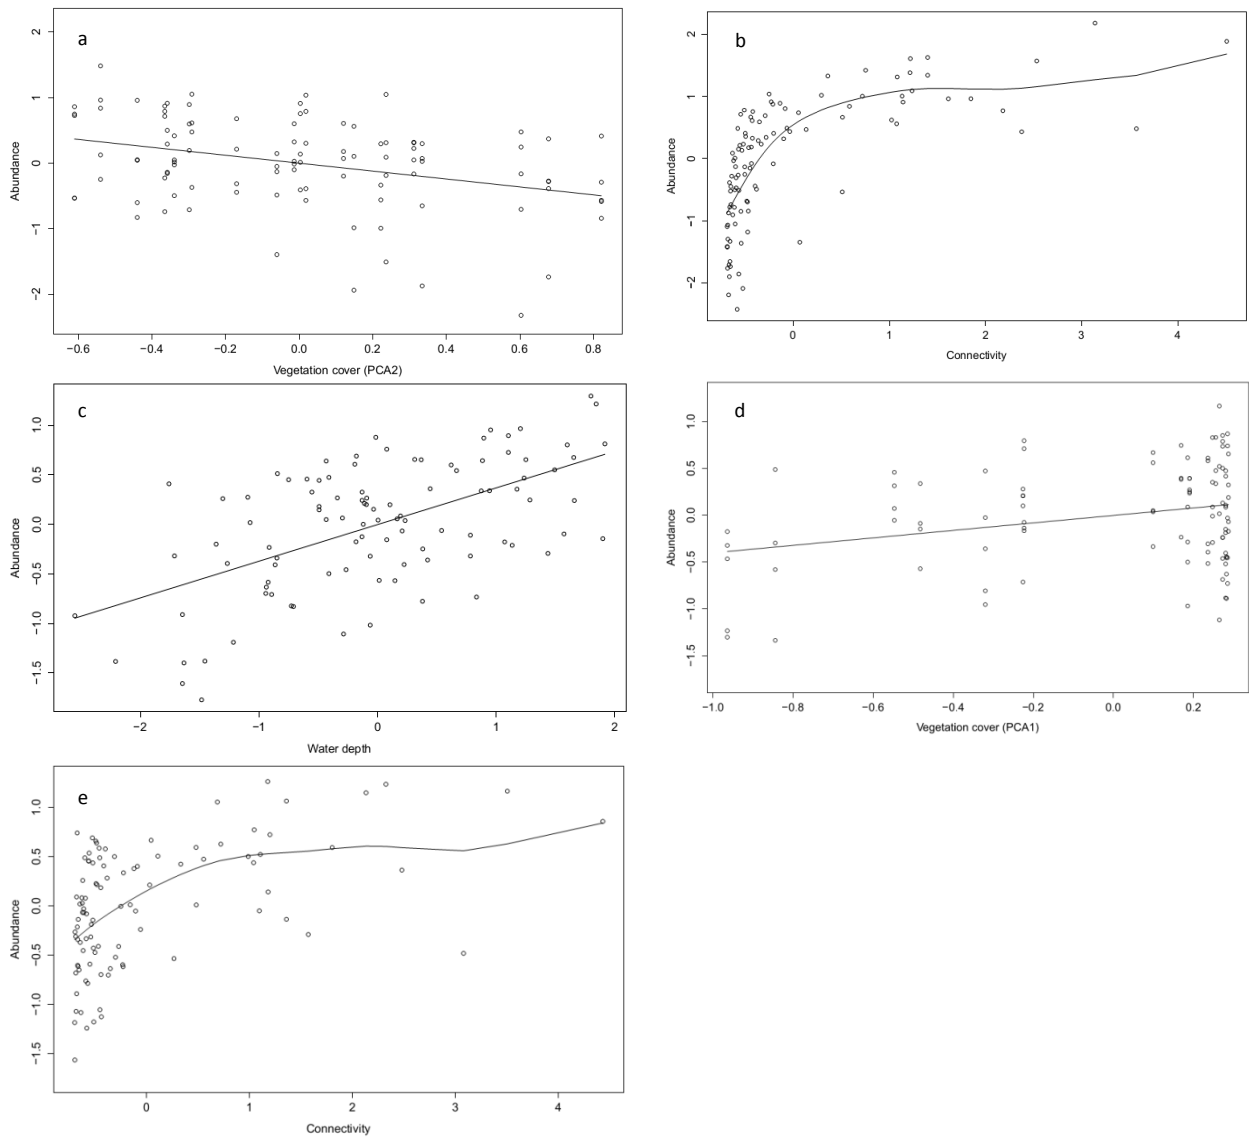 a
2
1
0
−1
−2
Abundance
−0.6 −0.4 −0.2 0.0 0.2 0.4 0.6 0.8
Vegetation cover (PCA2)
b
2
1
0
−1
−2
Abundance
0 1 2 3 4
Connectivity
c
1.0
0.5
0.0
−0.5
−1.0
−1.5
Abundance
−2 −1 0 1 2
Water depth
d
1.0
0.5
0.0
−0.5
−1.0
−1.5
Abundance
−1.0 −0.8 −0.6 −0.4 −0.2 0.0 0.2
Vegetation cover (PCA1)
e
1.0
0.5
0.0
−0.5
−1.0
−1.5
Abundance
0 1 2 3 4
Connectivity